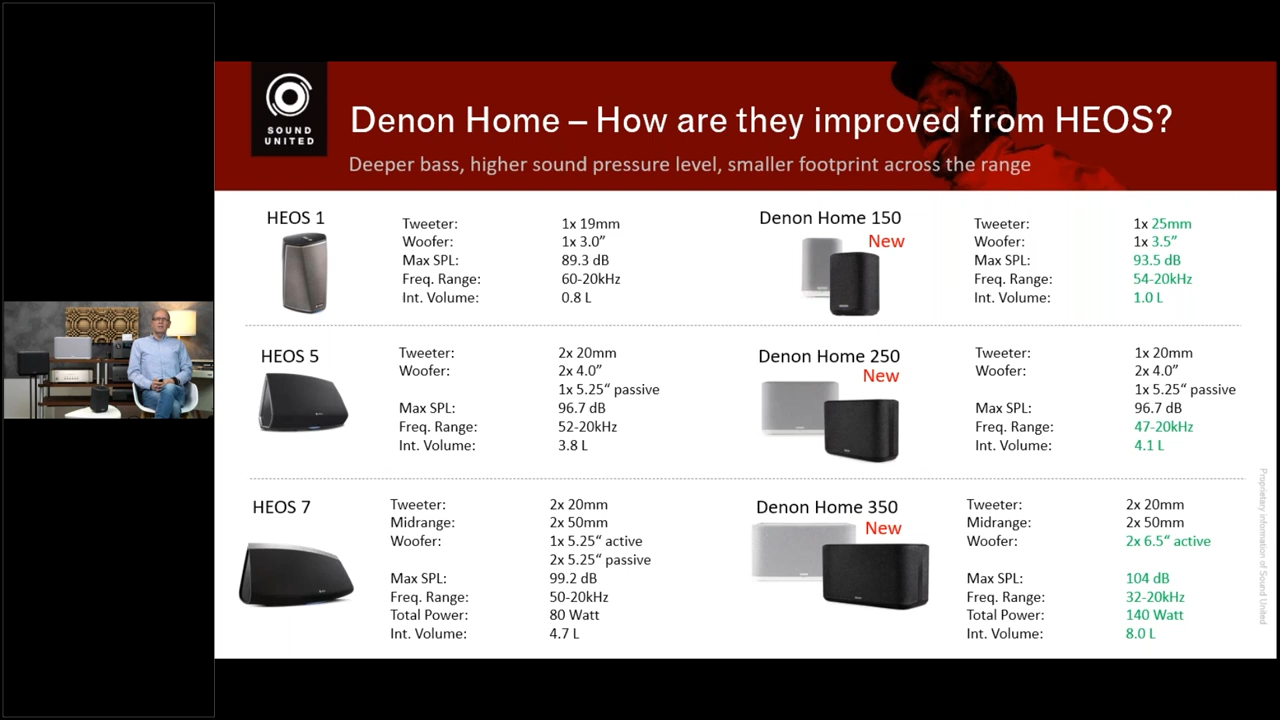 SOUND
UNITED
Denon Home – How are they improved from HEOS?
Deeper bass, higher sound pressure level, smaller footprint across the range
HEOS 1
Tweeter: 1x 19mm
Woofer: 1x 3.0”
Max SPL: 89.3 dB
Freq. Range: 60-20kHz
Int. Volume: 0.8 L
Denon Home 150
New
Tweeter: 1x 25mm
Woofer: 1x 3.5”
Max SPL: 93.5 dB
Freq. Range: 54-20kHz
Int. Volume: 1.0 L
HEOS 5
Tweeter: 2x 20mm
Woofer: 2x 4.0”
1x 5.25“ passive
Max SPL: 96.7 dB
Freq. Range: 52-20kHz
Int. Volume: 3.8 L
Denon Home 250
New
Tweeter: 1x 20mm
Woofer: 2x 4.0”
1x 5.25“ passive
Max SPL: 96.7 dB
Freq. Range: 47-20kHz
Int. Volume: 4.1 L
HEOS 7
Tweeter: 2x 20mm
Midrange: 2x 50mm
Woofer: 1x 5.25“ active
2x 5.25“ passive
Max SPL: 99.2 dB
Freq. Range: 50-20kHz
Total Power: 80 Watt
Int. Volume: 4.7 L
Denon Home 350
New
Tweeter: 2x 20mm
Midrange: 2x 50mm
Woofer: 2x 6.5“ active
Max SPL: 104 dB
Freq. Range: 32-20kHz
Total Power: 140 Watt
Int. Volume: 8.0 L
Proprietary information of Sound United